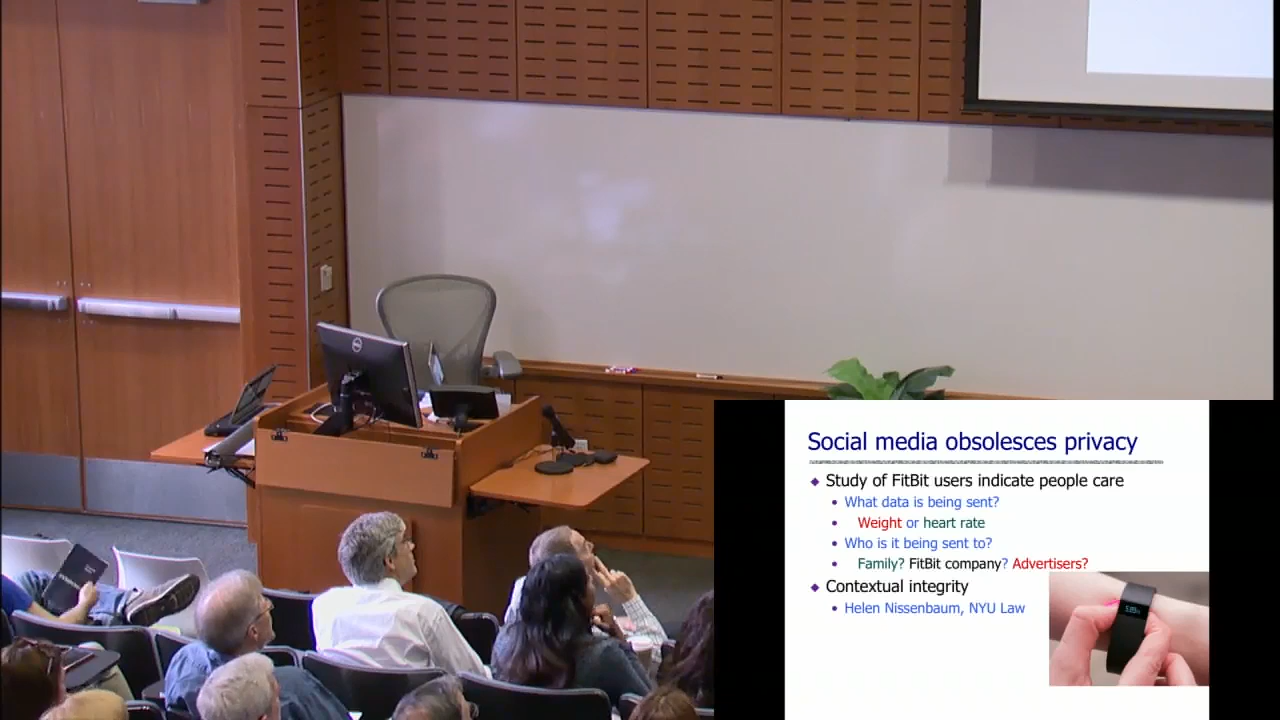 DELL
Social media obsolesces privacy
Study of FitBit users indicate people care
What data is being sent?
Weight or heart rate
Who is it being sent to?
Family? FitBit company? Advertisers?
Contextual integrity
Helen Nissenbaum, NYU Law